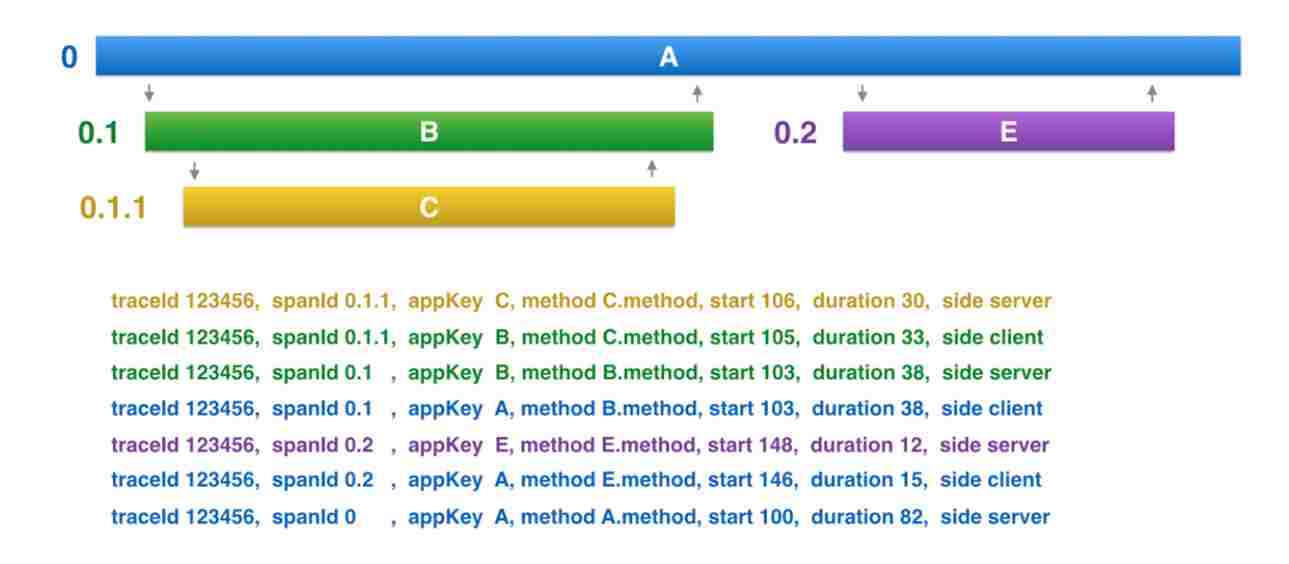 0 A
0.1 B 0.2 E
0.1.1 C
traceId 123456, spanId 0.1.1, appKey C, method C.method, start 106, duration 30, side server
traceId 123456, spanId 0.1.1, appKey B, method C.method, start 105, duration 33, side client
traceId 123456, spanId 0.1 , appKey B, method B.method, start 103, duration 38, side server
traceId 123456, spanId 0.1 , appKey A, method B.method, start 103, duration 38, side client
traceId 123456, spanId 0.2 , appKey E, method E.method, start 148, duration 12, side server
traceId 123456, spanId 0.2 , appKey A, method E.method, start 146, duration 15, side client
traceId 123456, spanId 0 , appKey A, method A.method, start 100, duration 82, side server